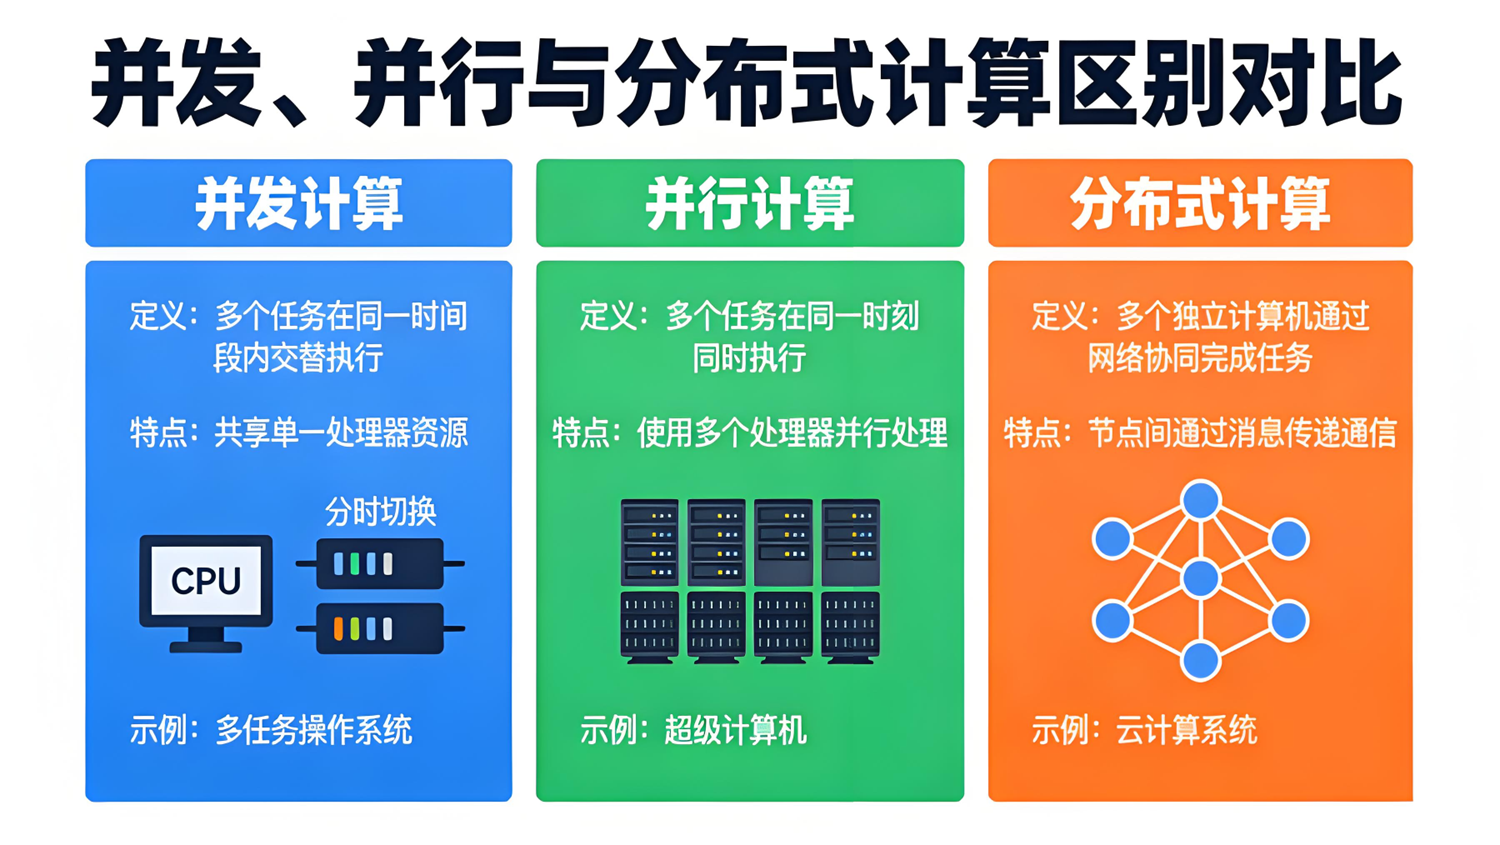 并发、并行与分布式计算区别对比
并发计算
定义：多个任务在同一时间
段内交替执行
特点：共享单一处理器资源
分时切换
CPU
示例：多任务操作系统
并行计算
定义：多个任务在同一时刻
同时执行
特点：使用多个处理器并行处理
示例：超级计算机
分布式计算
定义：多个独立计算机通过
网络协同完成任务
特点：节点间通过消息传递通信
示例：云计算系统